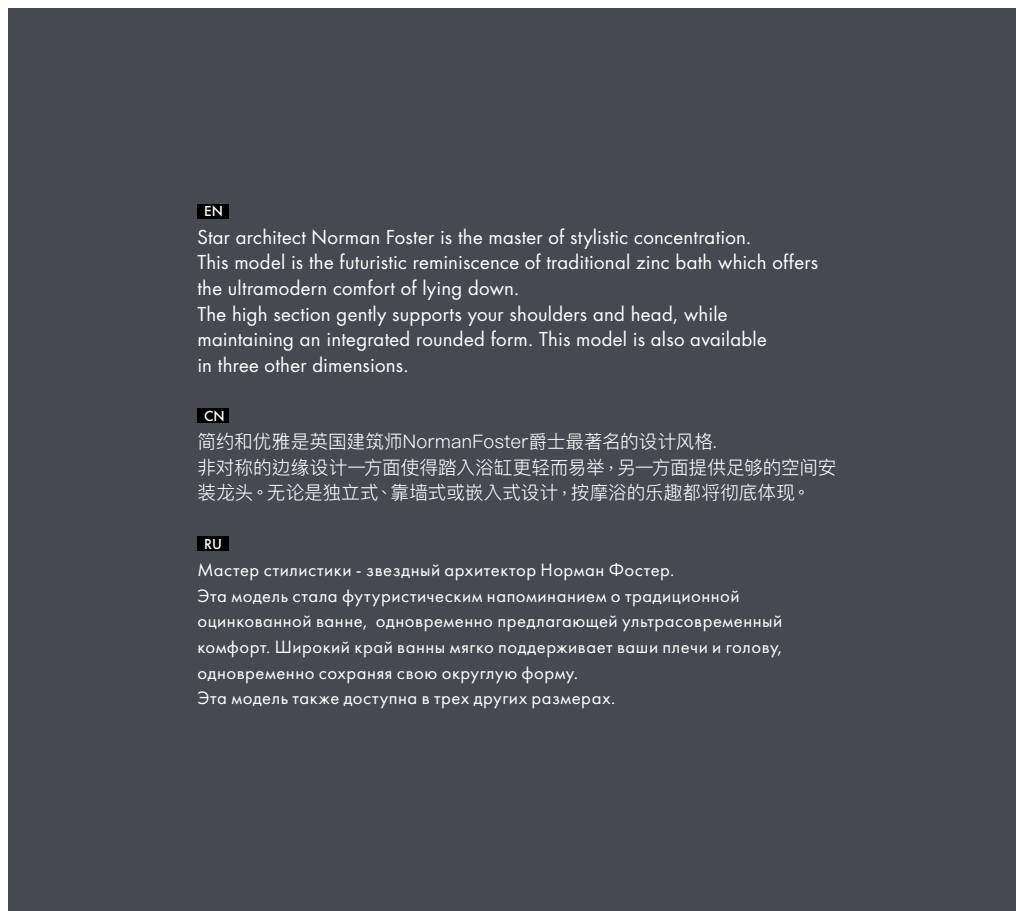 EN
Star architect Norman Foster is the master of stylistic concentration.
This model is the futuristic reminiscence of traditional zinc bath which offers
the ultramodern comfort of lying down.
The high section gently supports your shoulders and head, while
maintaining an integrated rounded form. This model is also available
in three other dimensions.
CN
简约和优雅是英国建筑师NormanFoster爵士最著名的设计风格.
非对称的边缘设计一方面使得踏入浴缸更轻而易举，另一方面提供足够的空间安
装龙头。无论是独立式、靠墙式或嵌入式设计，按摩浴的乐趣都将彻底体现。
RU
Мастер стилистики - звездный архитектор Норман Фостер.
Эта модель стала футуристическим напоминанием о традиционной
оцинкованной ванне,  одновременно предлагающей ультрасовременный
комфорт. Широкий край ванны мягко поддерживает ваши плечи и голову,
одновременно сохраняя свою округлую форму.
Эта модель также доступна в трех других размерах.